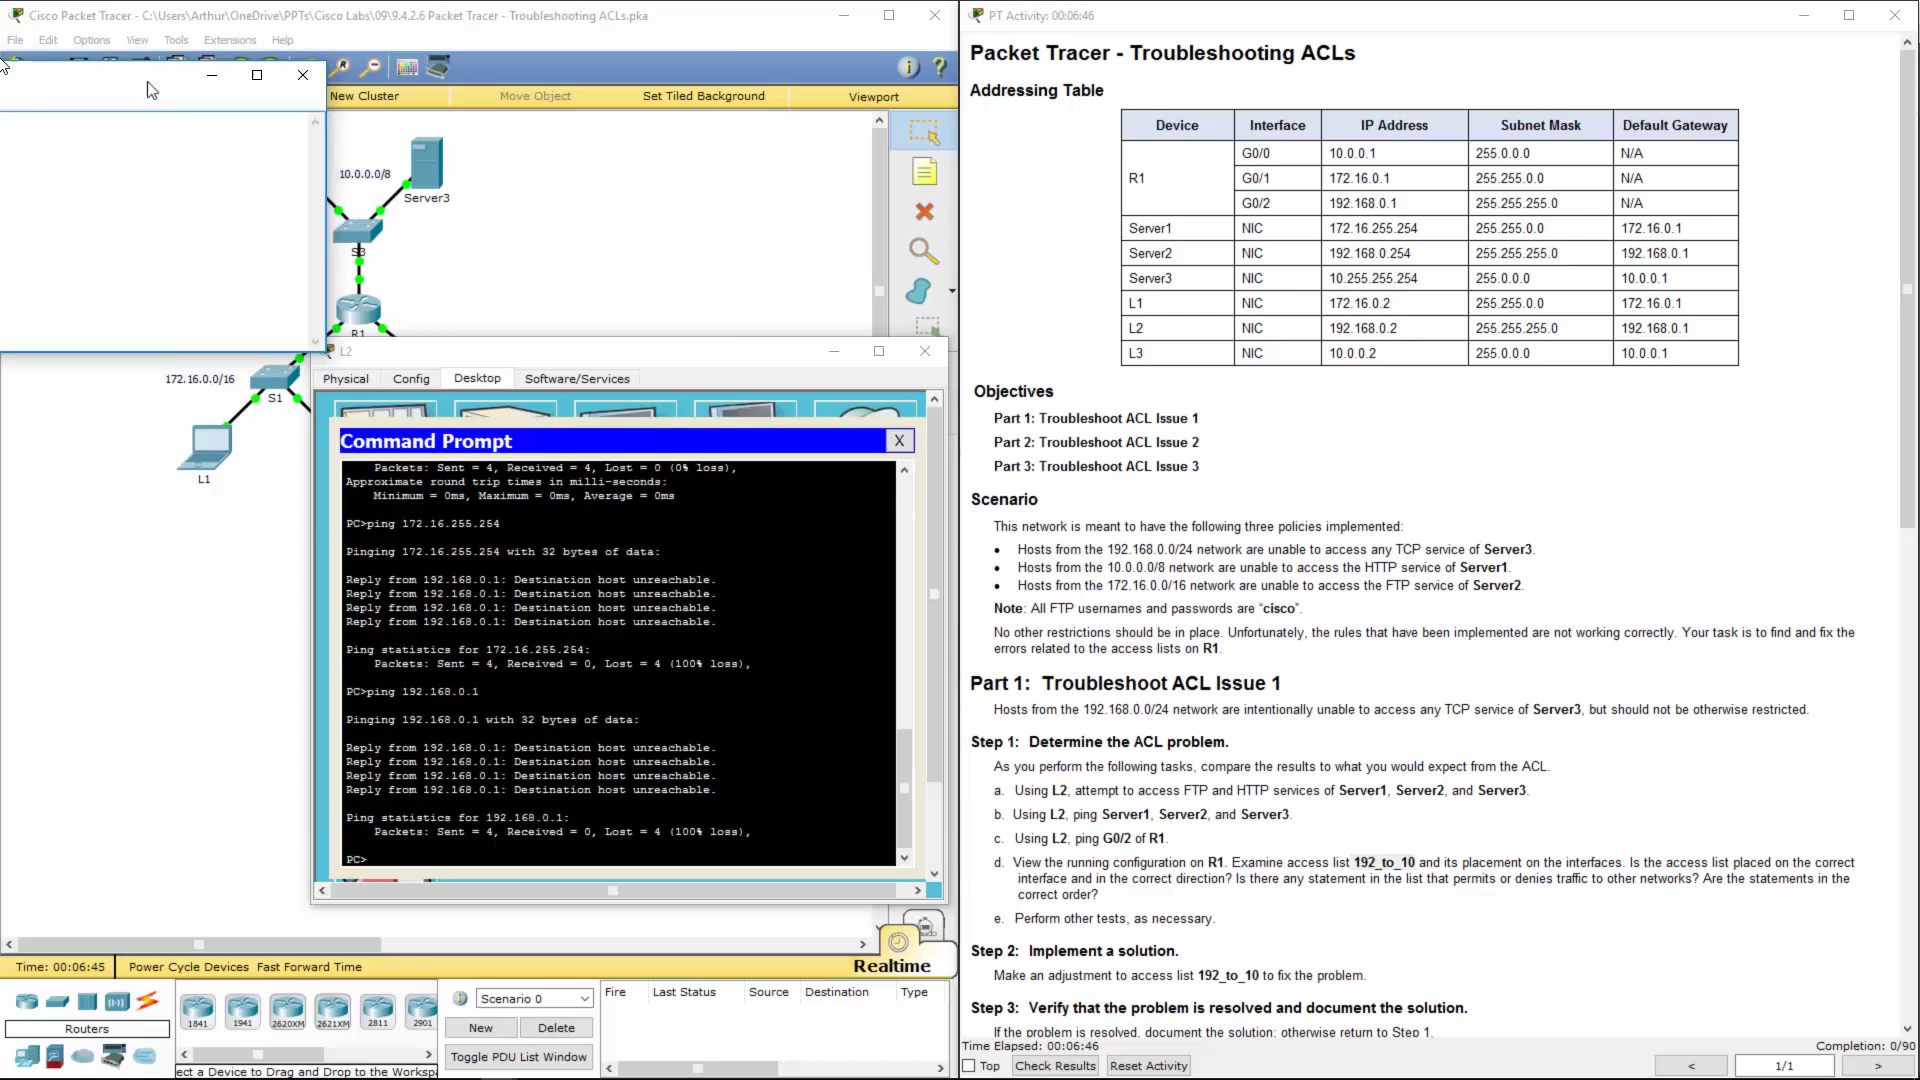 Cisco Packet Tracer - C:\Users\Arthur\OneDrive\PPTs\Cisco Labs\09\9.4.2.6 Packet Tracer - Troubleshooting ACLs.pka
File Edit Options View Tools Extensions Help
New Cluster Move Object Set Tiled Background Viewport
10.0.0.0/8
Server3
S3
R1
172.16.0.0/16
S1
L1
L2
Physical Config Desktop Software/Services
Command Prompt X
Packets: Sent = 4, Received = 4, Lost = 0 (0% loss),
Approximate round trip times in milli-seconds:
Minimum = 0ms, Maximum = 0ms, Average = 0ms
PC>ping 172.16.255.254
Pinging 172.16.255.254 with 32 bytes of data:
Reply from 192.168.0.1: Destination host unreachable.
Reply from 192.168.0.1: Destination host unreachable.
Reply from 192.168.0.1: Destination host unreachable.
Reply from 192.168.0.1: Destination host unreachable.
Ping statistics for 172.16.255.254:
Packets: Sent = 4, Received = 0, Lost = 4 (100% loss),
PC>ping 192.168.0.1
Pinging 192.168.0.1 with 32 bytes of data:
Reply from 192.168.0.1: Destination host unreachable.
Reply from 192.168.0.1: Destination host unreachable.
Reply from 192.168.0.1: Destination host unreachable.
Reply from 192.168.0.1: Destination host unreachable.
Ping statistics for 192.168.0.1:
Packets: Sent = 4, Received = 0, Lost = 4 (100% loss),
PC>
Realtime
Time: 00:06:45 Power Cycle Devices Fast Forward Time
Routers
1841 1941 2620XM 2621XM 2811 2901
ect a Device to Drag and Drop to the Workspa
Scenario 0
New Delete
Toggle PDU List Window
Fire Last Status Source Destination Type
PT Activity: 00:06:46
Packet Tracer - Troubleshooting ACLs
Addressing Table
Device Interface IP Address Subnet Mask Default Gateway
R1 G0/0 10.0.0.1 255.0.0.0 N/A
G0/1 172.16.0.1 255.255.0.0 N/A
G0/2 192.168.0.1 255.255.255.0 N/A
Server1 NIC 172.16.255.254 255.255.0.0 172.16.0.1
Server2 NIC 192.168.0.254 255.255.255.0 192.168.0.1
Server3 NIC 10.255.255.254 255.0.0.0 10.0.0.1
L1 NIC 172.16.0.2 255.255.0.0 172.16.0.1
L2 NIC 192.168.0.2 255.255.255.0 192.168.0.1
L3 NIC 10.0.0.2 255.0.0.0 10.0.0.1
Objectives
Part 1: Troubleshoot ACL Issue 1
Part 2: Troubleshoot ACL Issue 2
Part 3: Troubleshoot ACL Issue 3
Scenario
This network is meant to have the following three policies implemented:
• Hosts from the 192.168.0.0/24 network are unable to access any TCP service of Server3.
• Hosts from the 10.0.0.0/8 network are unable to access the HTTP service of Server1.
• Hosts from the 172.16.0.0/16 network are unable to access the FTP service of Server2.
Note: All FTP usernames and passwords are “cisco”.
No other restrictions should be in place. Unfortunately, the rules that have been implemented are not working correctly. Your task is to find and fix the
errors related to the access lists on R1.
Part 1: Troubleshoot ACL Issue 1
Hosts from the 192.168.0.0/24 network are intentionally unable to access any TCP service of Server3, but should not be otherwise restricted.
Step 1: Determine the ACL problem.
As you perform the following tasks, compare the results to what you would expect from the ACL.
a. Using L2, attempt to access FTP and HTTP services of Server1, Server2, and Server3.
b. Using L2, ping Server1, Server2, and Server3.
c. Using L2, ping G0/2 of R1.
d. View the running configuration on R1. Examine access list 192_to_10 and its placement on the interfaces. Is the access list placed on the correct
interface and in the correct direction? Is there any statement in the list that permits or denies traffic to other networks? Are the statements in the
correct order?
e. Perform other tests, as necessary.
Step 2: Implement a solution.
Make an adjustment to access list 192_to_10 to fix the problem.
Step 3: Verify that the problem is resolved and document the solution.
If the problem is resolved, document the solution; otherwise return to Step 1.
Time Elapsed: 00:06:46 Completion: 0/90
Top Check Results Reset Activity < 1/1 >